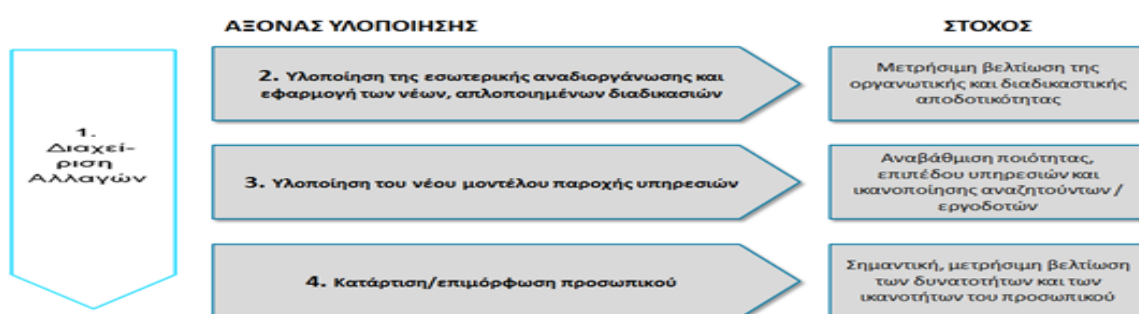 ΑΞΟΝΑΣ ΥΛΟΠΟΙΗΣΗΣ
ΣΤΟΧΟΣ
1.
Διαχεί-
ριση
Αλλαγών
2. Υλοποίηση της εσωτερικής αναδιοργάνωσης και
εφαρμογή των νέων, απλοποιημένων διαδικασιών
Μετρήσιμη βελτίωση της
οργανωτικής και διαδικαστικής
αποδοτικότητας
3. Υλοποίηση του νέου μοντέλου παροχής υπηρεσιών
Αναβάθμιση ποιότητας,
επιπέδου υπηρεσιών και
ικανοποίησης αναζητούντων /
εργοδοτών
4. Κατάρτιση/επιμόρφωση προσωπικού
Σημαντική, μετρήσιμη βελτίωση
των δυνατοτήτων και των
ικανοτήτων του προσωπικού